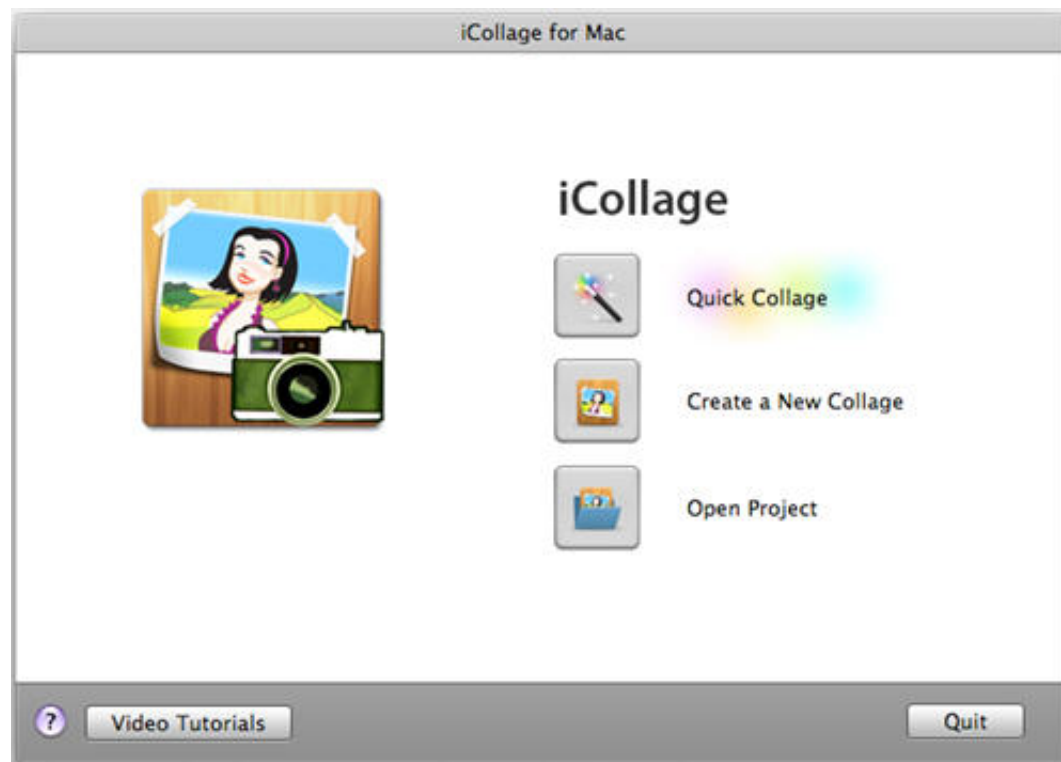 iCollage for Mac
iCollage
Quick Collage
Create a New Collage
Open Project
? Video Tutorials Quit